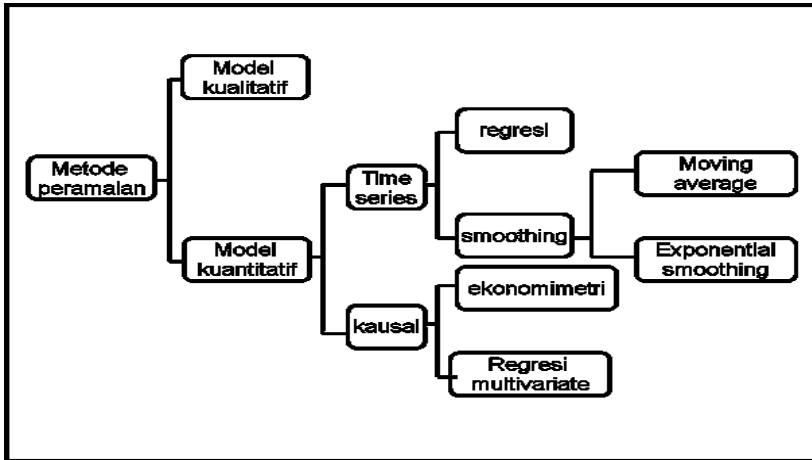 Model
kualitatif
Metode
peramalan
Model
kuantitatif
Time
series
regresi
smoothing
Moving
average
Exponential
smoothing
kausal
ekonomimetri
Regresi
multivariate